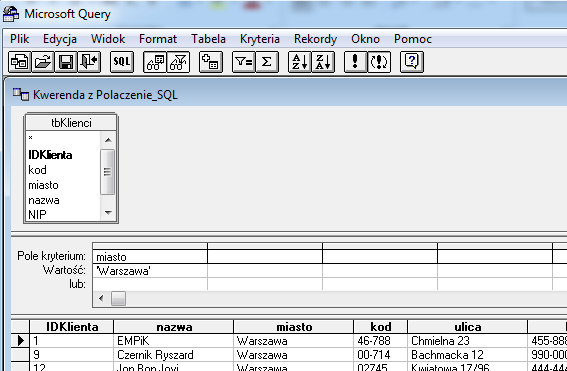 Microsoft Query
Plik Edycja Widok Format Tabela Kryteria Rekordy Okno Pomoc
SQL
Kwerenda z Polaczenie_SQL
tbKlienci
*
IDKlienta
kod
miasto
nazwa
NIP
Pole kryterium: miasto
Wartość: 'Warszawa'
lub:
IDKlienta nazwa miasto kod ulica
1 EMPiK Warszawa 46-788 Chmielna 23 455-888
9 Czernik Ryszard Warszawa 00-714 Bachmacka 12 990-000
12 Jon Bon Jovi Warszawa 02745 Kwiatowa 17/96 444-444